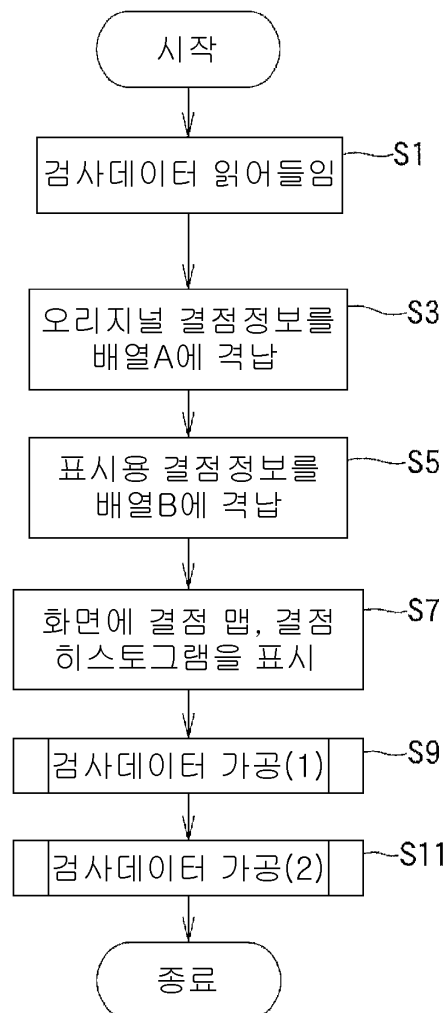 시작
검사데이터 읽어들임
S1
오리지널 결점정보를
배열A에 격납
S3
표시용 결점정보를
배열B에 격납
S5
화면에 결점 맵, 결점
히스토그램을 표시
S7
검사데이터 가공(1)
S9
검사데이터 가공(2)
S11
종료